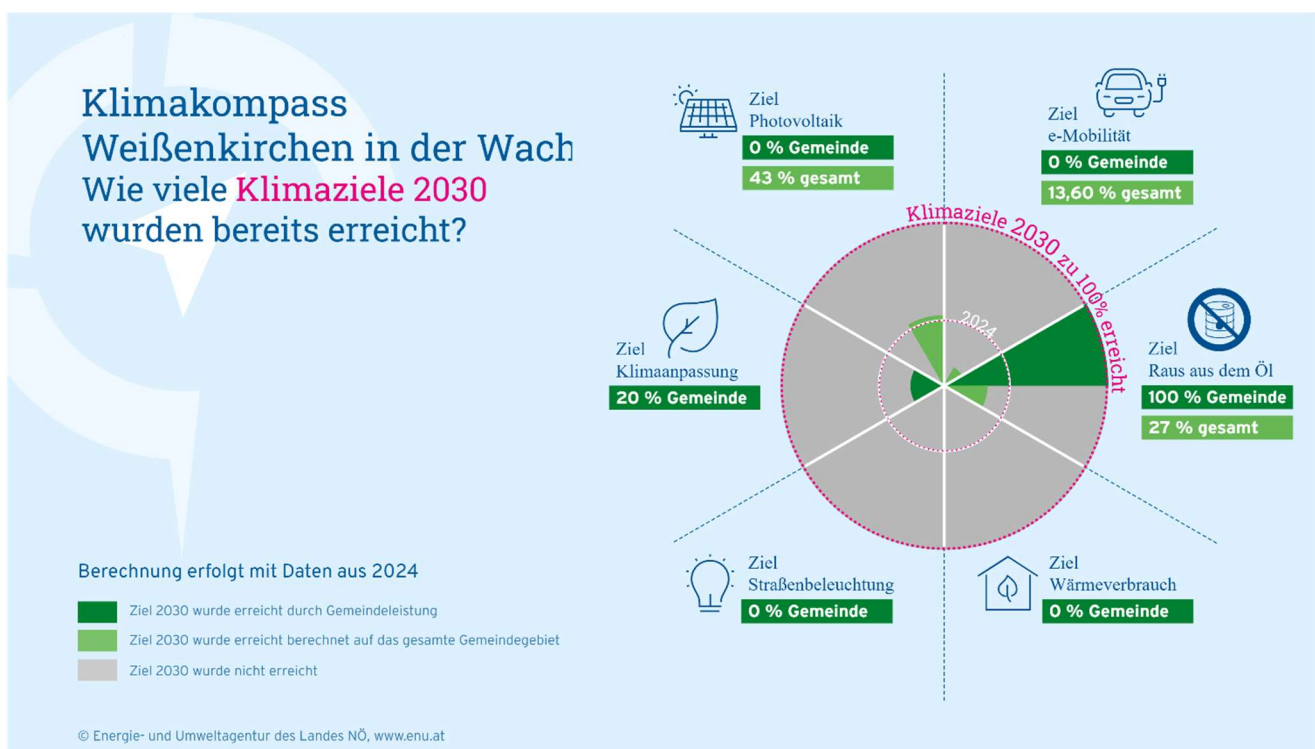 Klimakompass
Weißenkirchen in der Wach
Wie viele Klimaziele 2030
wurden bereits erreicht?
Ziel
Photovoltaik
0 % Gemeinde
43 % gesamt
Ziel
e-Mobilität
0 % Gemeinde
13,60 % gesamt
Klimaziele 2030 zu 100% erreicht
2024
Ziel
Klimaanpassung
20 % Gemeinde
Ziel
Raus aus dem Öl
100 % Gemeinde
27 % gesamt
Ziel
Straßenbeleuchtung
0 % Gemeinde
Ziel
Wärmeverbrauch
0 % Gemeinde
Berechnung erfolgt mit Daten aus 2024
Ziel 2030 wurde erreicht durch Gemeindeleistung
Ziel 2030 wurde erreicht berechnet auf das gesamte Gemeindegebiet
Ziel 2030 wurde nicht erreicht
© Energie- und Umweltagentur des Landes NÖ, www.enu.at